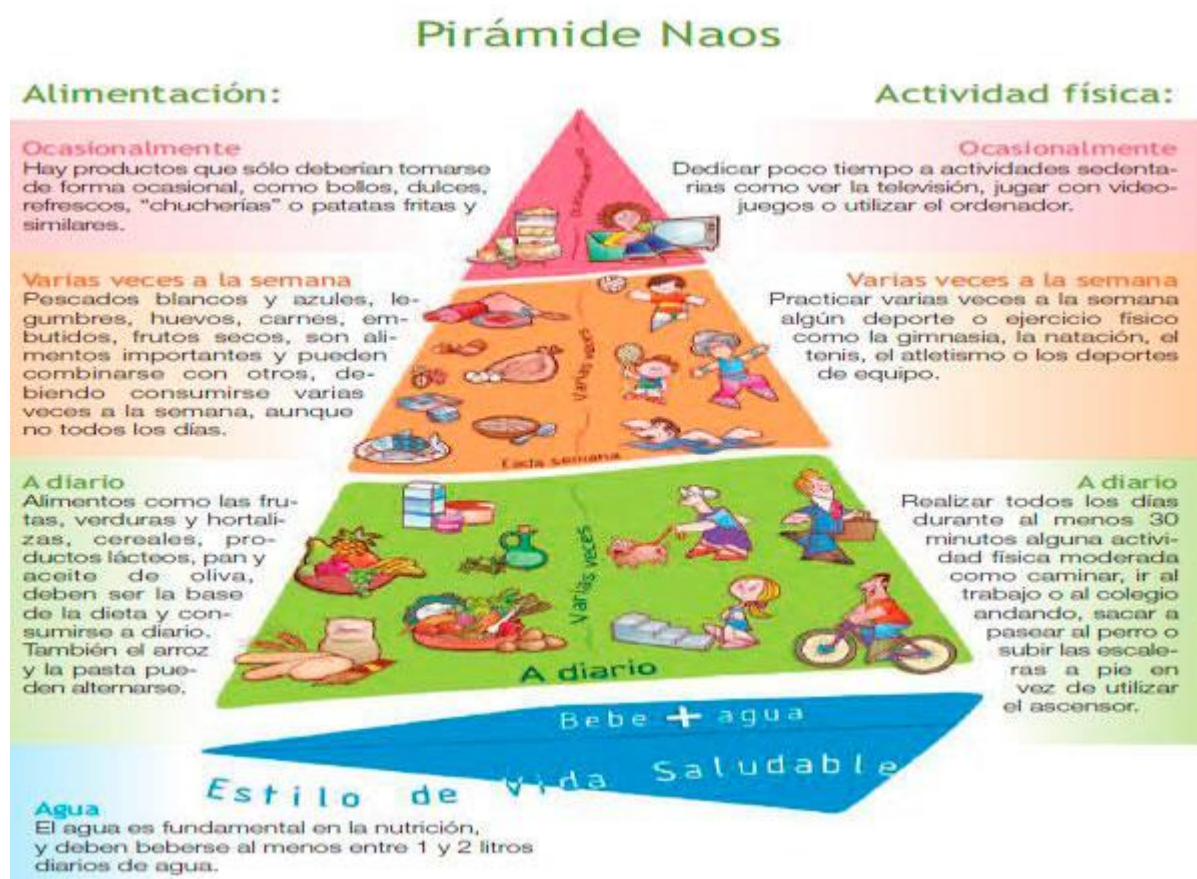 Pirámide Naos
Alimentación:
Ocasionalmente
Hay productos que sólo deberían tomarse
de forma ocasional, como bollos, dulces,
refrescos, "chucherías" o patatas fritas y
similares.
Varias veces a la semana
Pescados blancos y azules, le-
gumbres, huevos, carnes, em-
butidos, frutos secos, son ali-
mentos importantes y pueden
combinarse con otros, de-
biendo consumirse varias
veces a la semana, aunque
no todos los días.
A diario
Alimentos como las fru-
tas, verduras y hortali-
zas, cereales, pro-
ductos lácteos, pan y
aceite de oliva,
deben ser la base
de la dieta y con-
sumirse a diario.
También el arroz
y la pasta pue-
den alternarse.
Agua
El agua es fundamental en la nutrición,
y deben beberse al menos entre 1 y 2 litros
diarios de agua.
Varias veces
Cada semana
Varias veces
A diario
Bebe + agua
Estilo de Vida Saludable
Actividad física:
Ocasionalmente
Dedicar poco tiempo a actividades sedenta-
rias como ver la televisión, jugar con video-
juegos o utilizar el ordenador.
Varias veces a la semana
Practicar varias veces a la semana
algún deporte o ejercicio físico
como la gimnasia, la natación, el
tenis, el atletismo o los deportes
de equipo.
A diario
Realizar todos los días
durante al menos 30
minutos alguna activi-
dad física moderada
como caminar, ir al
trabajo o al colegio
andando, sacar a
pasear al perro o
subir las escale-
ras a pie en
vez de utilizar
el ascensor.